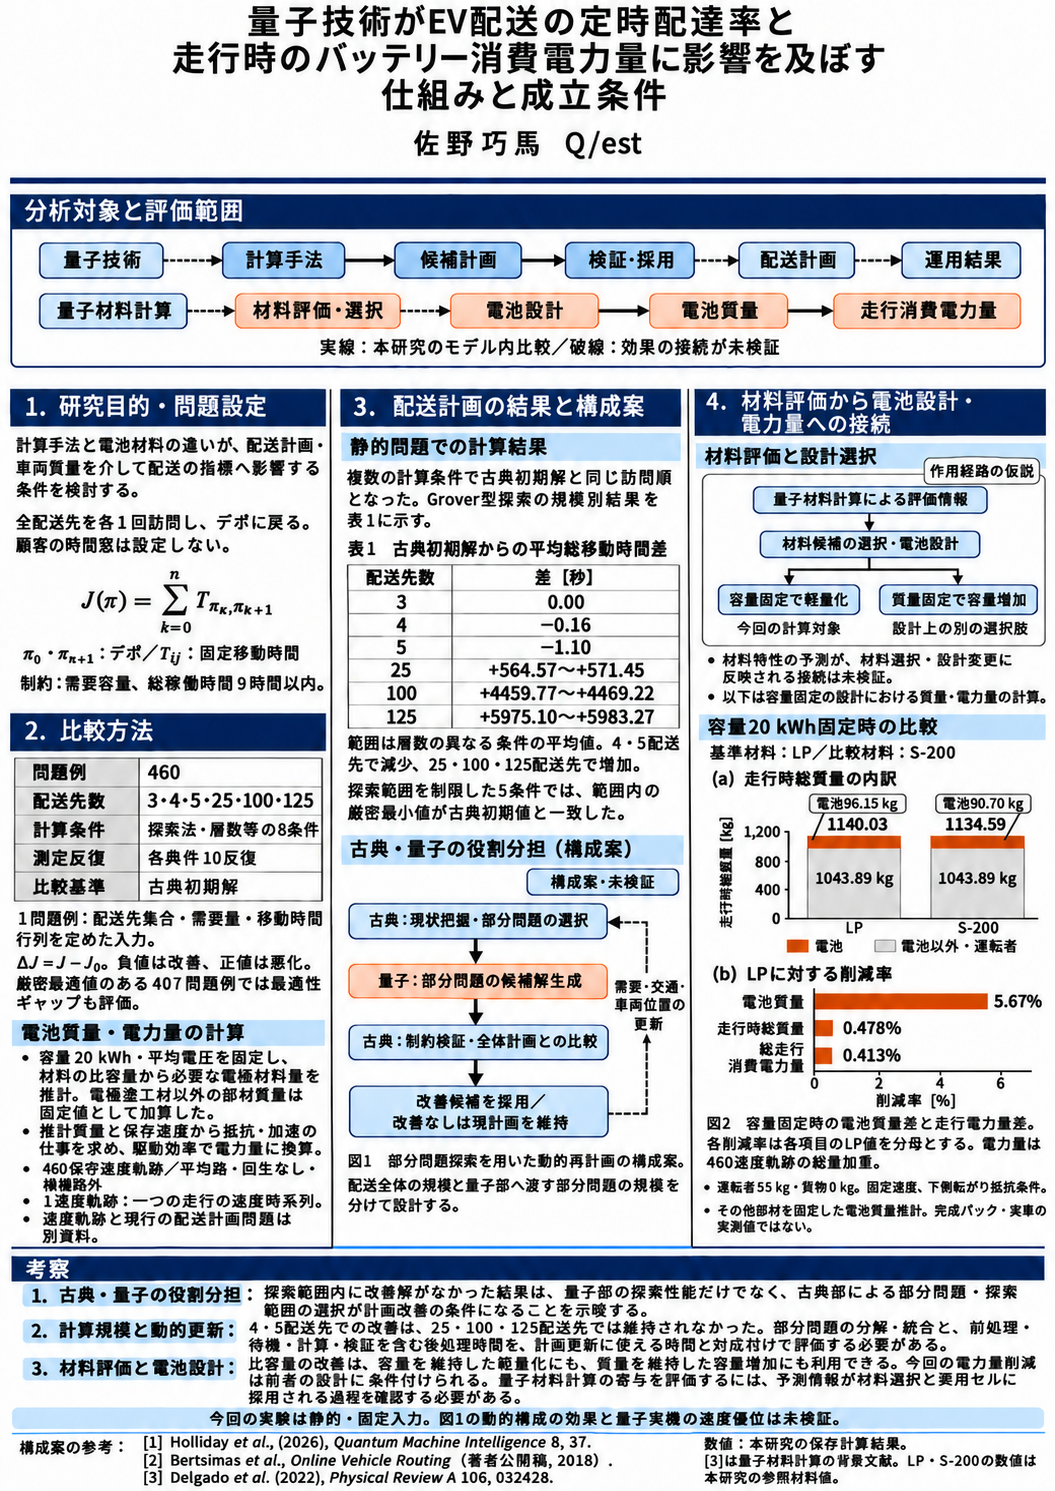 量子技術がEV配送の定時配達率と
走行時のバッテリー消費電力量に影響を及ぼす
仕組みと成立条件
佐野巧馬 Q/est
分析対象と評価範囲
量子技術 計算手法 候補計画 検証・採用 配送計画 運用結果
量子材料計算 材料評価・選択 電池設計 電池質量 走行消費電力量
実線：本研究のモデル内比較／破線：効果の接続が未検証
1. 研究目的・問題設定
計算手法と電池材料の違いが、配送計画・
車両質量を介して配送の指標へ影響する
条件を検討する。
全配送先を各1回訪問し、デポに戻る。
顧客の時間窓は設定しない。
J(π) = ∑ₖ₌₀ⁿ T_{πκ,πκ+1}
π₀・πₙ₊₁：デポ／Tᵢⱼ：固定移動時間
制約：需要容量、総稼働時間9時間以内。
2. 比較方法
問題例 460
配送先数 3・4・5・25・100・125
計算条件 探索法・層数等の8条件
測定反復 各典件10反復
比較基準 古典初期解
1問題例：配送先集合・需要量・移動時間
行列を定めた入力。
ΔJ = J − J₀。負値は改善、正値は悪化。
厳密最適値のある407問題例では最適性
ギャップも評価。
電池質量・電力量の計算
• 容量20 kWh・平均電圧を固定し、
材料の比容量から必要な電極材料量を
推計。電極塗工材以外の部材質量は
固定値として加算した。
• 推計質量と保存速度から抵抗・加速の
仕事を求め、駆動効率で電力量に換算。
• 460保守速度軌跡／平均路・回生なし・
機路外
• 1速度軌跡：一つの走行の速度時系列。
• 速度軌跡と現行の配送計画問題は
別資料。
3. 配送計画の結果と構成案
静的問題での計算結果
複数の計算条件で古典初期解と同じ訪問順
となった。Grover型探索の規模別結果を
表1に示す。
表1 古典初期解からの平均総移動時間差
配送先数 差 [秒]
3 0.00
4 −0.16
5 −1.10
25 +564.57〜+571.45
100 +4459.77〜+4469.22
125 +5975.10〜+5983.27
範囲は層数の異なる条件の平均値。4・5配送
先で減少、25・100・125配送先で増加。
探索範囲を制限した5条件では、範囲内の
厳密最小値が古典初期値と一致した。
古典・量子の役割分担（構成案）
構成案・未検証
古典：現状把握・部分問題の選択
量子：部分問題の候補解生成
古典：制約検証・全体計画との比較
改善候補を採用／
改善なしは現計画を維持
需要・交通・
車両位置の
更新
図1 部分問題探索を用いた動的再計画の構成案。
配送全体の規模と量子部へ渡す部分問題の規模を
分けて設計する。
4. 材料評価から電池設計・
電力量への接続
材料評価と設計選択
作用経路の仮説
量子材料計算による評価情報
材料候補の選択・電池設計
容量固定で軽量化 質量固定で容量増加
今回の計算対象 設計上の別の選択肢
• 材料特性の予測が、材料選択・設計変更に
反映される接続は未検証。
• 以下は容量固定の設計における質量・電力量の計算。
容量20 kWh固定時の比較
基準材料：LP／比較材料：S-200
(a) 走行時総質量の内訳
電池96.15 kg 電池90.70 kg
1140.03 1134.59
[kg]
1,200
800
400
0
1043.89 kg 1043.89 kg
LP S-200
電池 電池以外・運転者
(b) LPに対する削減率
電池質量 5.67%
走行時総質量 0.478%
総走行
消費電力量 0.413%
0 2 4 6
削減率 [%]
図2 容量固定時の電池質量差と走行電力量差。
各削減率は各項目のLP値を分母とする。電力量は
460速度軌跡の総量加重。
• 運転者55 kg・貨物0 kg。固定速度、下側転がり抵抗条件。
• その他部材を固定した電池質量推計。完成パック・実車の
実測値ではない。
考察
1. 古典・量子の役割分担： 探索範囲内に改善解がなかった結果は、量子部の探索性能だけでなく、古典部による部分問題・探索
範囲の選択が計画改善の条件になることを示唆する。
2. 計算規模と動的更新： 4・5配送先での改善は、25・100・125配送先では維持されなかった。部分問題の分解・統合と、前処理・
待機・計算・検証を含む後処理時間を、計画更新に使える時間と対成付けて評価する必要がある。
3. 材料評価と電池設計： 比容量の改善は、容量を維持した範量化にも、質量を維持した容量増加にも利用できる。今回の電力量削減
は前者の設計に条件付けられる。量子材料計算の寄与を評価するには、予測情報が材料選択と要用セルに
採用される過程を確認する必要がある。
今回の実験は静的・固定入力。図1の動的構成の効果と量子実機の速度優位は未検証。
構成案の参考： [1] Holliday et al., (2026), Quantum Machine Intelligence 8, 37.
[2] Bertsimas et al., Online Vehicle Routing（著者公開稿, 2018）.
[3] Delgado et al. (2022), Physical Review A 106, 032428.
数値：本研究の保存計算結果。
[3]は量子材料計算の背景文献。LP・S-200の数値は
本研究の参照材料値。